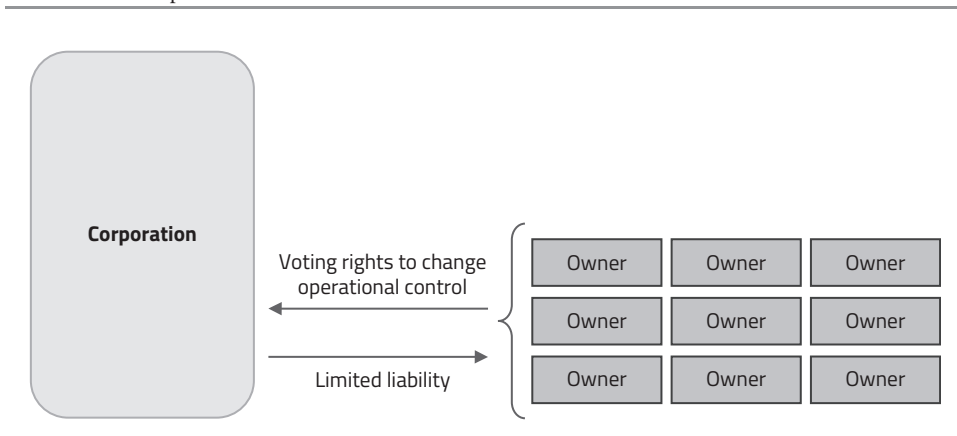 Corporation
Voting rights to change
operational control
Limited liability
Owner Owner Owner
Owner Owner Owner
Owner Owner Owner